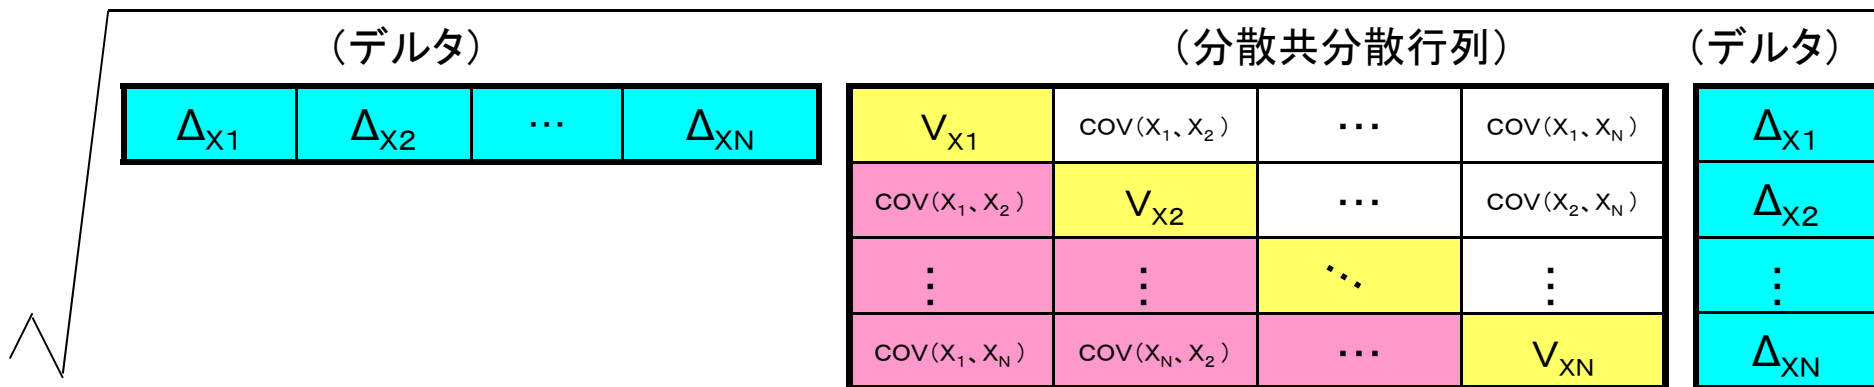 （デルタ） （分散共分散行列） （デルタ）
ΔX1 ΔX2 … ΔXN VX1 COV(X1、X2) … COV(X1、XN) ΔX1
COV(X1、X2) VX2 … COV(X2、XN) ΔX2
⋮ ⋮ ⋱ ⋮ ⋮
COV(X1、XN) COV(XN、X2) … VXN ΔXN